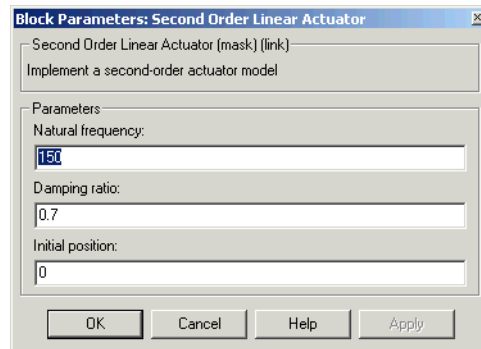 Block Parameters: Second Order Linear Actuator
Second Order Linear Actuator (mask) (link)
Implement a second-order actuator model
Parameters
Natural frequency:
150
Damping ratio:
0.7
Initial position:
0
OK Cancel Help Apply